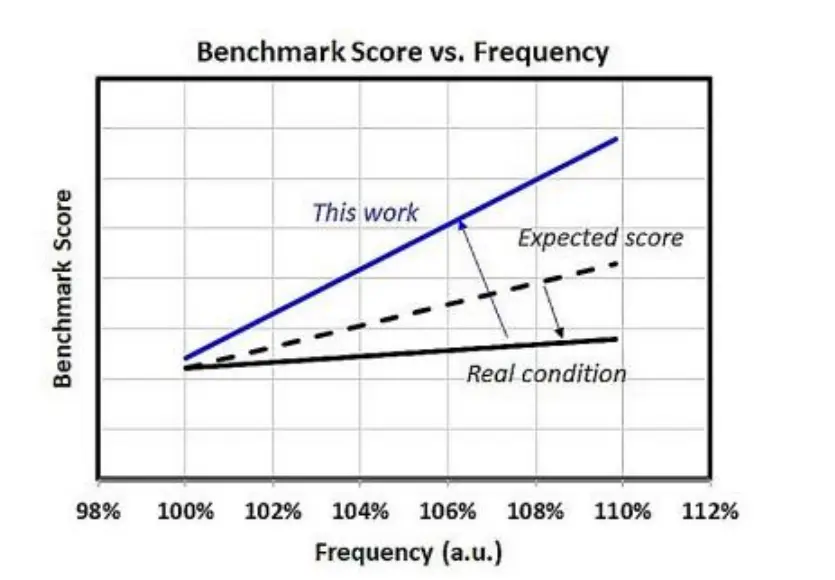 Benchmark Score vs. Frequency
This work
Expected score
Real condition
Benchmark Score
98% 100% 102% 104% 106% 108% 110% 112%
Frequency (a.u.)